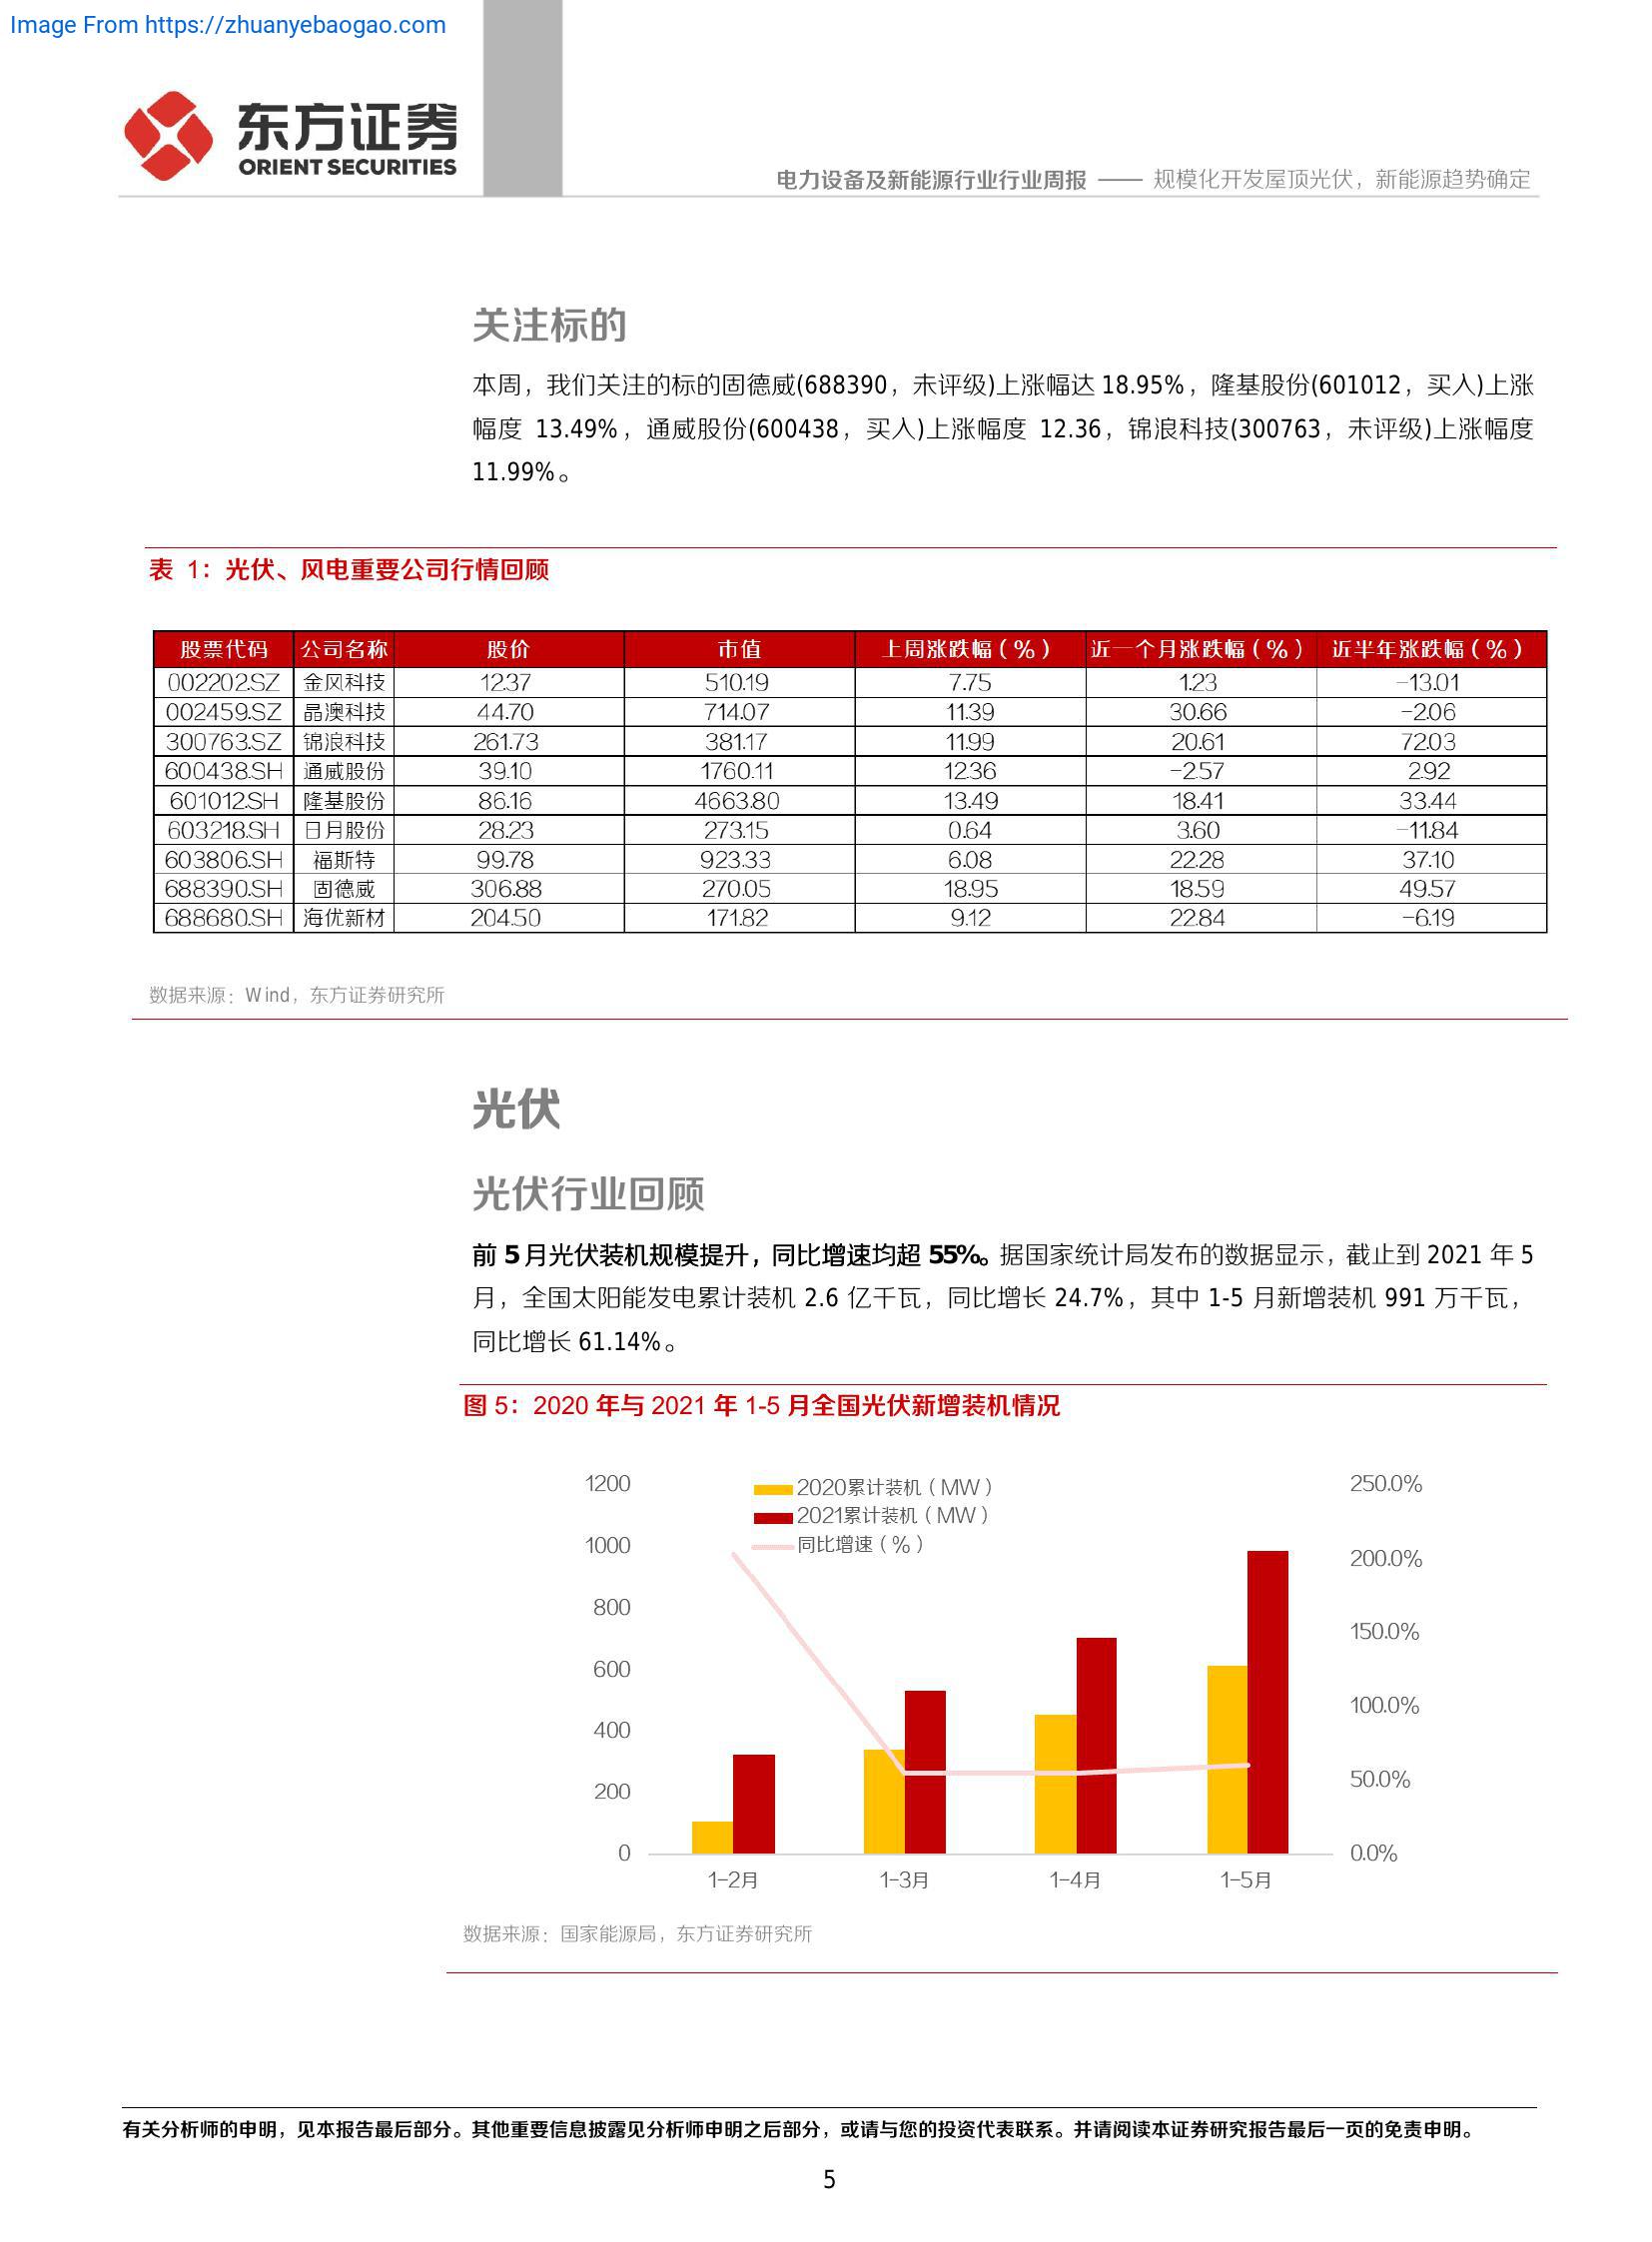 Image From https://zhuanyebaogao.com
东方证券
ORIENT SECURITIES
电力设备及新能源行业行业周报 —— 规模化开发屋顶光伏，新能源趋势确定
关注标的
本周，我们关注的标的固德威(688390，未评级)上涨幅达 18.95%，隆基股份(601012，买入)上涨
幅度 13.49%，通威股份(600438，买入)上涨幅度 12.36，锦浪科技(300763，未评级)上涨幅度
11.99%。
表 1：光伏、风电重要公司行情回顾
股票代码 公司名称 股价 市值 上周涨跌幅（%） 近一个月涨跌幅（%） 近半年涨跌幅（%）
002202.SZ 金风科技 12.37 510.19 7.75 1.23 -13.01
002459.SZ 晶澳科技 44.70 714.07 11.39 30.66 -2.06
300763.SZ 锦浪科技 261.73 381.17 11.99 20.61 72.03
600438.SH 通威股份 39.10 1760.11 12.36 -2.57 2.92
601012.SH 隆基股份 86.16 4663.80 13.49 18.41 33.44
603218.SH 日月股份 28.23 273.15 0.64 3.60 -11.84
603806.SH 福斯特 99.78 923.33 6.08 22.28 37.10
688390.SH 固德威 306.88 270.05 18.95 18.59 49.57
688680.SH 海优新材 204.50 171.82 9.12 22.84 -6.19
数据来源：Wind，东方证券研究所
光伏
光伏行业回顾
前 5 月光伏装机规模提升，同比增速均超 55%。据国家统计局发布的数据显示，截止到 2021 年 5
月，全国太阳能发电累计装机 2.6 亿千瓦，同比增长 24.7%，其中 1-5 月新增装机 991 万千瓦，
同比增长 61.14%。
图 5：2020 年与 2021 年 1-5 月全国光伏新增装机情况
2020累计装机（MW）
2021累计装机（MW）
同比增速（%）
1200 250.0%
1000 200.0%
800 150.0%
600 100.0%
400 50.0%
200
0 0.0%
1-2月 1-3月 1-4月 1-5月
数据来源：国家能源局，东方证券研究所
有关分析师的申明，见本报告最后部分。其他重要信息披露见分析师申明之后部分，或请与您的投资代表联系。并请阅读本证券研究报告最后一页的免责申明。
5